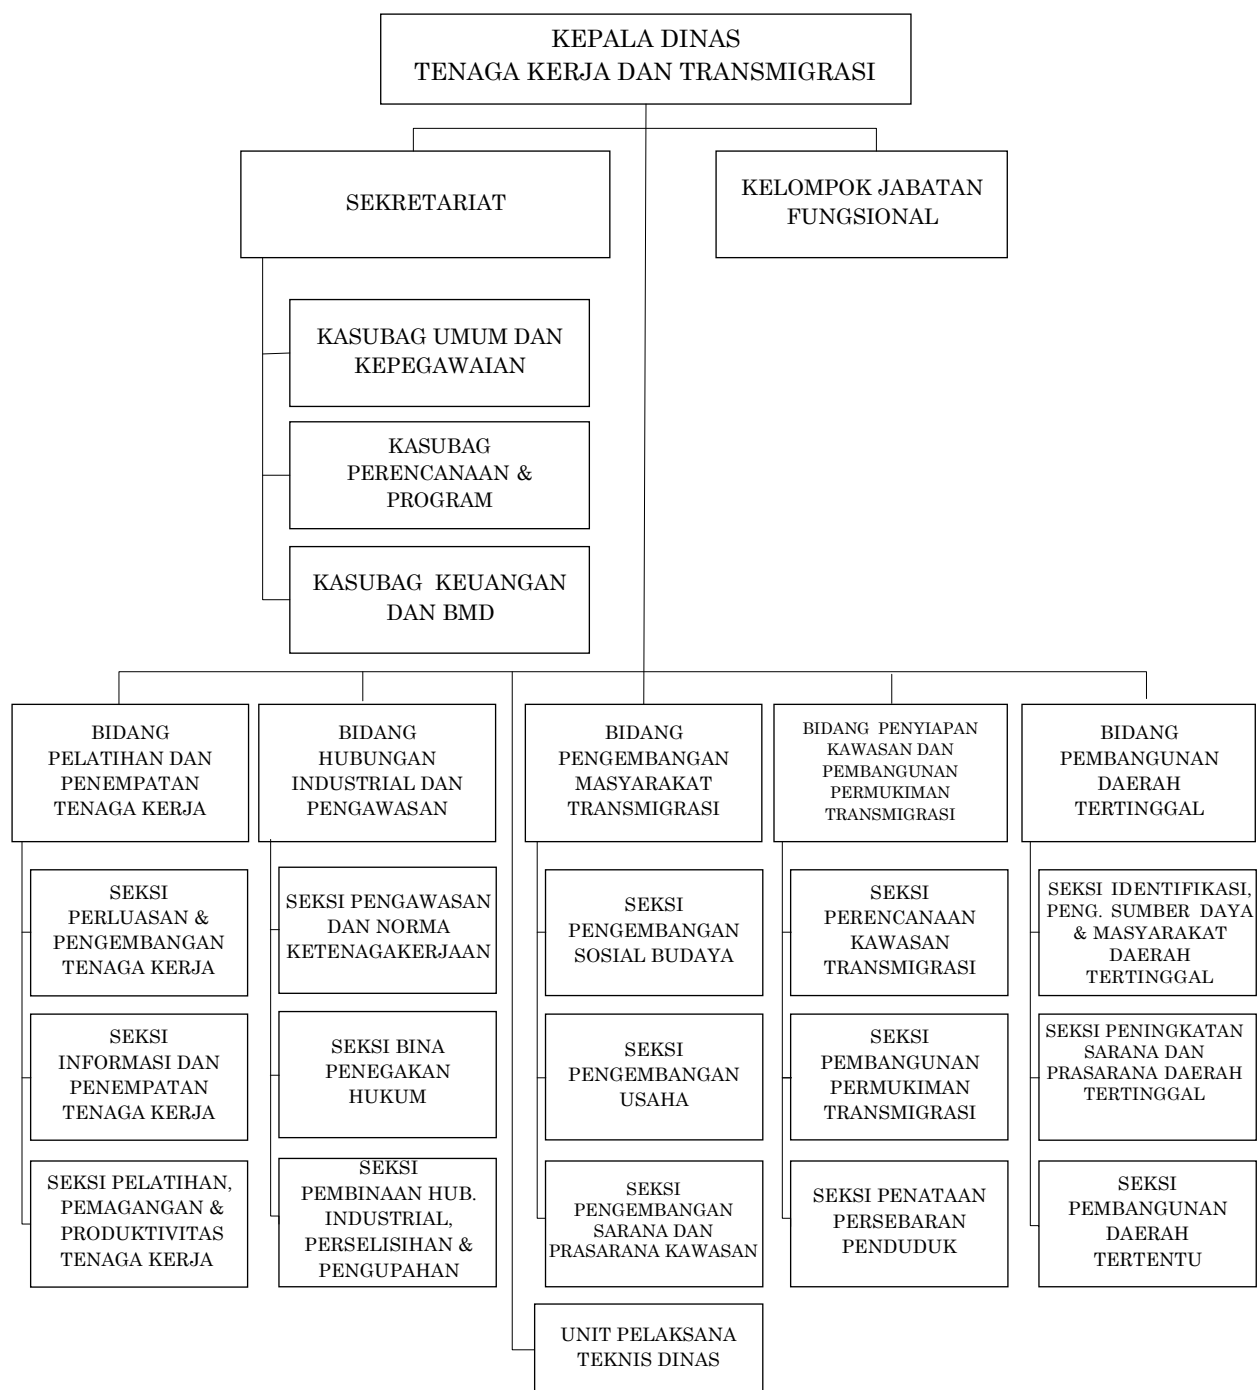 KEPALA DINAS
TENAGA KERJA DAN TRANSMIGRASI
SEKRETARIAT
KELOMPOK JABATAN
FUNGSIONAL
KASUBAG UMUM DAN
KEPEGAWAIAN
KASUBAG
PERENCANAAN &
PROGRAM
KASUBAG KEUANGAN
DAN BMD
BIDANG
PELATIHAN DAN
PENEMPATAN
TENAGA KERJA
BIDANG
HUBUNGAN
INDUSTRIAL DAN
PENGAWASAN
BIDANG
PENGEMBANGAN
MASYARAKAT
TRANSMIGRASI
BIDANG PENYIAPAN
KAWASAN DAN
PEMBANGUNAN
PERMUKIMAN
TRANSMIGRASI
BIDANG
PEMBANGUNAN
DAERAH
TERTINGGAL
SEKSI
PERLUASAN &
PENGEMBANGAN
TENAGA KERJA
SEKSI PENGAWASAN
DAN NORMA
KETENAGAKERJAAN
SEKSI
PENGEMBANGAN
SOSIAL BUDAYA
SEKSI
PERENCANAAN
KAWASAN
TRANSMIGRASI
SEKSI IDENTIFIKASI,
PENG. SUMBER DAYA
& MASYARAKAT
DAERAH
TERTINGGAL
SEKSI
INFORMASI DAN
PENEMPATAN
TENAGA KERJA
SEKSI BINA
PENEGAKAN
HUKUM
SEKSI
PENGEMBANGAN
USAHA
SEKSI
PEMBANGUNAN
PERMUKIMAN
TRANSMIGRASI
SEKSI PENINGKATAN
SARANA DAN
PRASARANA DAERAH
TERTINGGAL
SEKSI PELATIHAN,
PEMAGANGAN &
PRODUKTIVITAS
TENAGA KERJA
SEKSI
PEMBINAAN HUB.
INDUSTRIAL,
PERSELISIHAN &
PENGUPAHAN
SEKSI
PENGEMBANGAN
SARANA DAN
PRASARANA KAWASAN
SEKSI PENATAAN
PERSEBARAN
PENDUDUK
SEKSI
PEMBANGUNAN
DAERAH
TERTENTU
UNIT PELAKSANA
TEKNIS DINAS